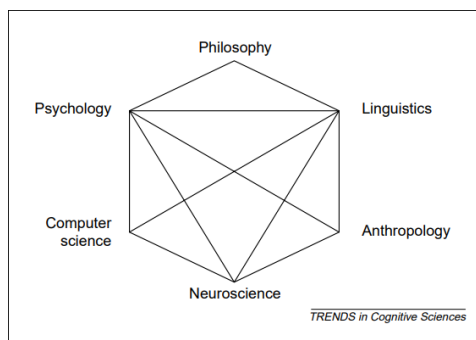 Philosophy
Psychology
Linguistics
Computer
science
Anthropology
Neuroscience
TRENDS in Cognitive Sciences